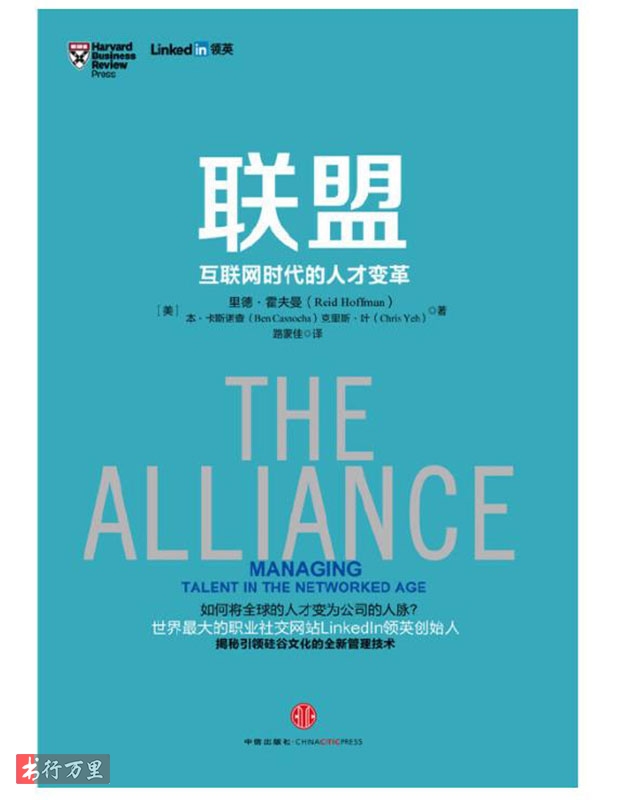 Harvard
Business
Review
Press
Linked in 领英
联盟
互联网时代的人才变革
[美]
里德·霍夫曼（Reid Hoffman）
本·卡斯诺查（Ben Casnocha）克里斯·叶（Chris Yeh）
◎著
路蒙佳◎译
THE
ALLIANCE
MANAGING
TALENT IN THE NETWORKED AGE
如何将全球的人才变为公司的人脉？
世界最大的职业社交网站LinkedIn领英创始人
揭秘引领硅谷文化的全新管理技术
中信出版社·CHINACITICPRESS
书行万里